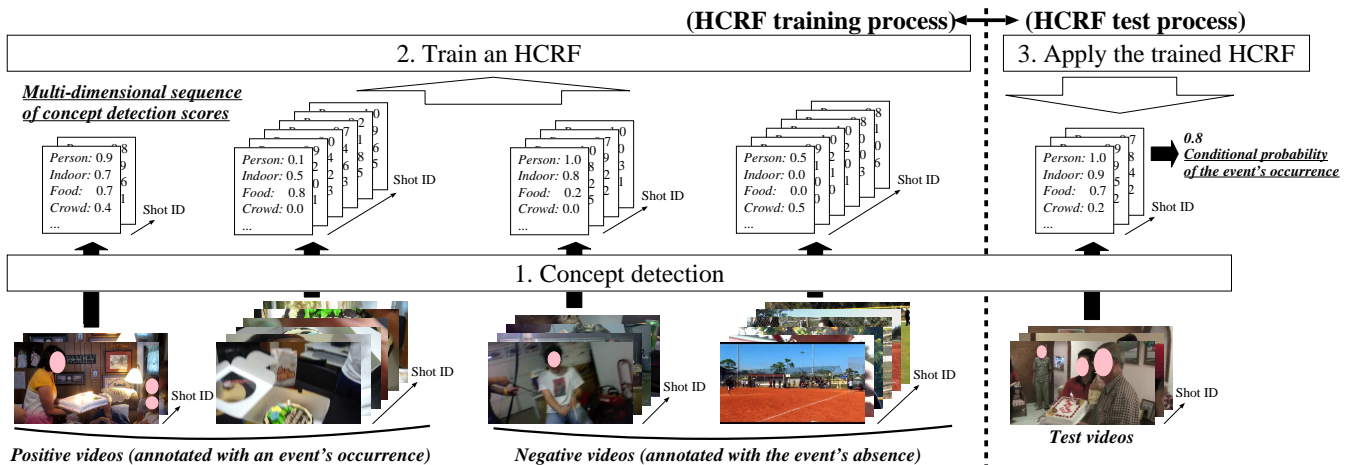 (HCRF training process)
(HCRF test process)
2. Train an HCRF
3. Apply the trained HCRF
Multi-dimensional sequence
of concept detection scores
Person: 0.9
Indoor: 0.7
Food: 0.7
Crowd: 0.4
...
Shot ID
Person: 0.1
Indoor: 0.5
Food: 0.8
Crowd: 0.0
...
Shot ID
Person: 1.0
Indoor: 0.8
Food: 0.2
Crowd: 0.0
...
Shot ID
Person: 0.5
Indoor: 0.0
Food: 0.0
Crowd: 0.5
...
Shot ID
Person: 1.0
Indoor: 0.9
Food: 0.7
Crowd: 0.2
...
Shot ID
0.8
Conditional probability
of the event's occurrence
1. Concept detection
Shot ID
Shot ID
Shot ID
Shot ID
Shot ID
Positive videos (annotated with an event's occurrence)
Negative videos (annotated with the event's absence)
Test videos